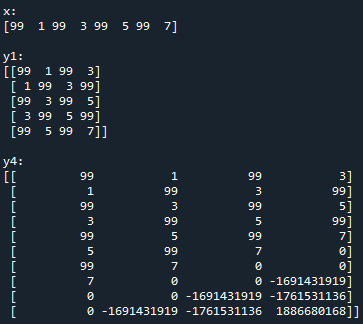 x:
[99  1 99  3 99  5 99  7]
y1:
[[99  1 99  3]
 [ 1 99  3 99]
 [99  3 99  5]
 [ 3 99  5 99]
 [99  5 99  7]]
y4:
[[         99           1          99           3]
 [          1          99           3          99]
 [         99           3          99           5]
 [          3          99           5          99]
 [         99           5          99           7]
 [          5          99           7           0]
 [         99           7           0           0]
 [          7           0           0 -1691431919]
 [          0           0 -1691431919 -1761531136]
 [          0 -1691431919 -1761531136  1886680168]]